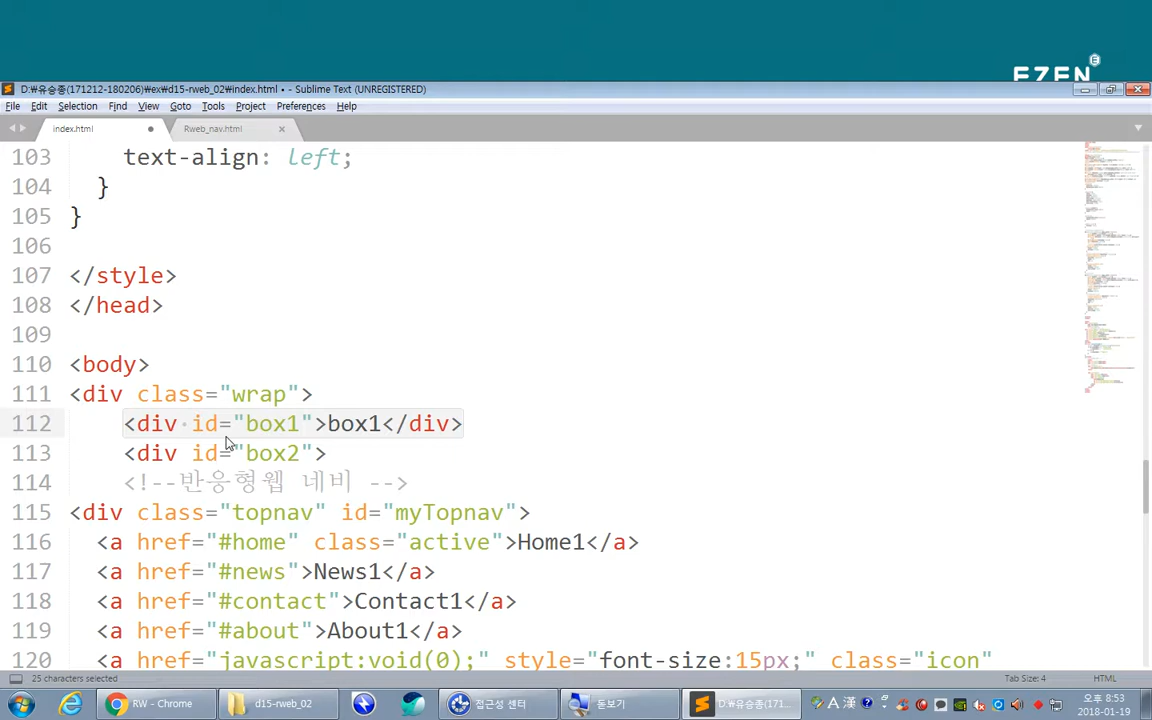 EZEN
D:\유승종(171212-180206)\ex\d15-rweb_02\index.html • - Sublime Text (UNREGISTERED)
File Edit Selection Find View Goto Tools Project Preferences Help
index.html Rweb_nav.html
103 text-align: left;
104 }
105 }
106
107 </style>
108 </head>
109
110 <body>
111 <div class="wrap">
112 <div id="box1">box1</div>
113 <div id="box2">
114 <!--반응형웹 네비 -->
115 <div class="topnav" id="myTopnav">
116 <a href="#home" class="active">Home1</a>
117 <a href="#news">News1</a>
118 <a href="#contact">Contact1</a>
119 <a href="#about">About1</a>
120 <a href="javascript:void(0);" style="font-size:15px;" class="icon"
25 characters selected Tab Size: 4 HTML
RW - Chrome d15-rweb_02 접근성 센터 돋보기 D:\유승종(171... A 漢 오후 8:53
2018-01-19